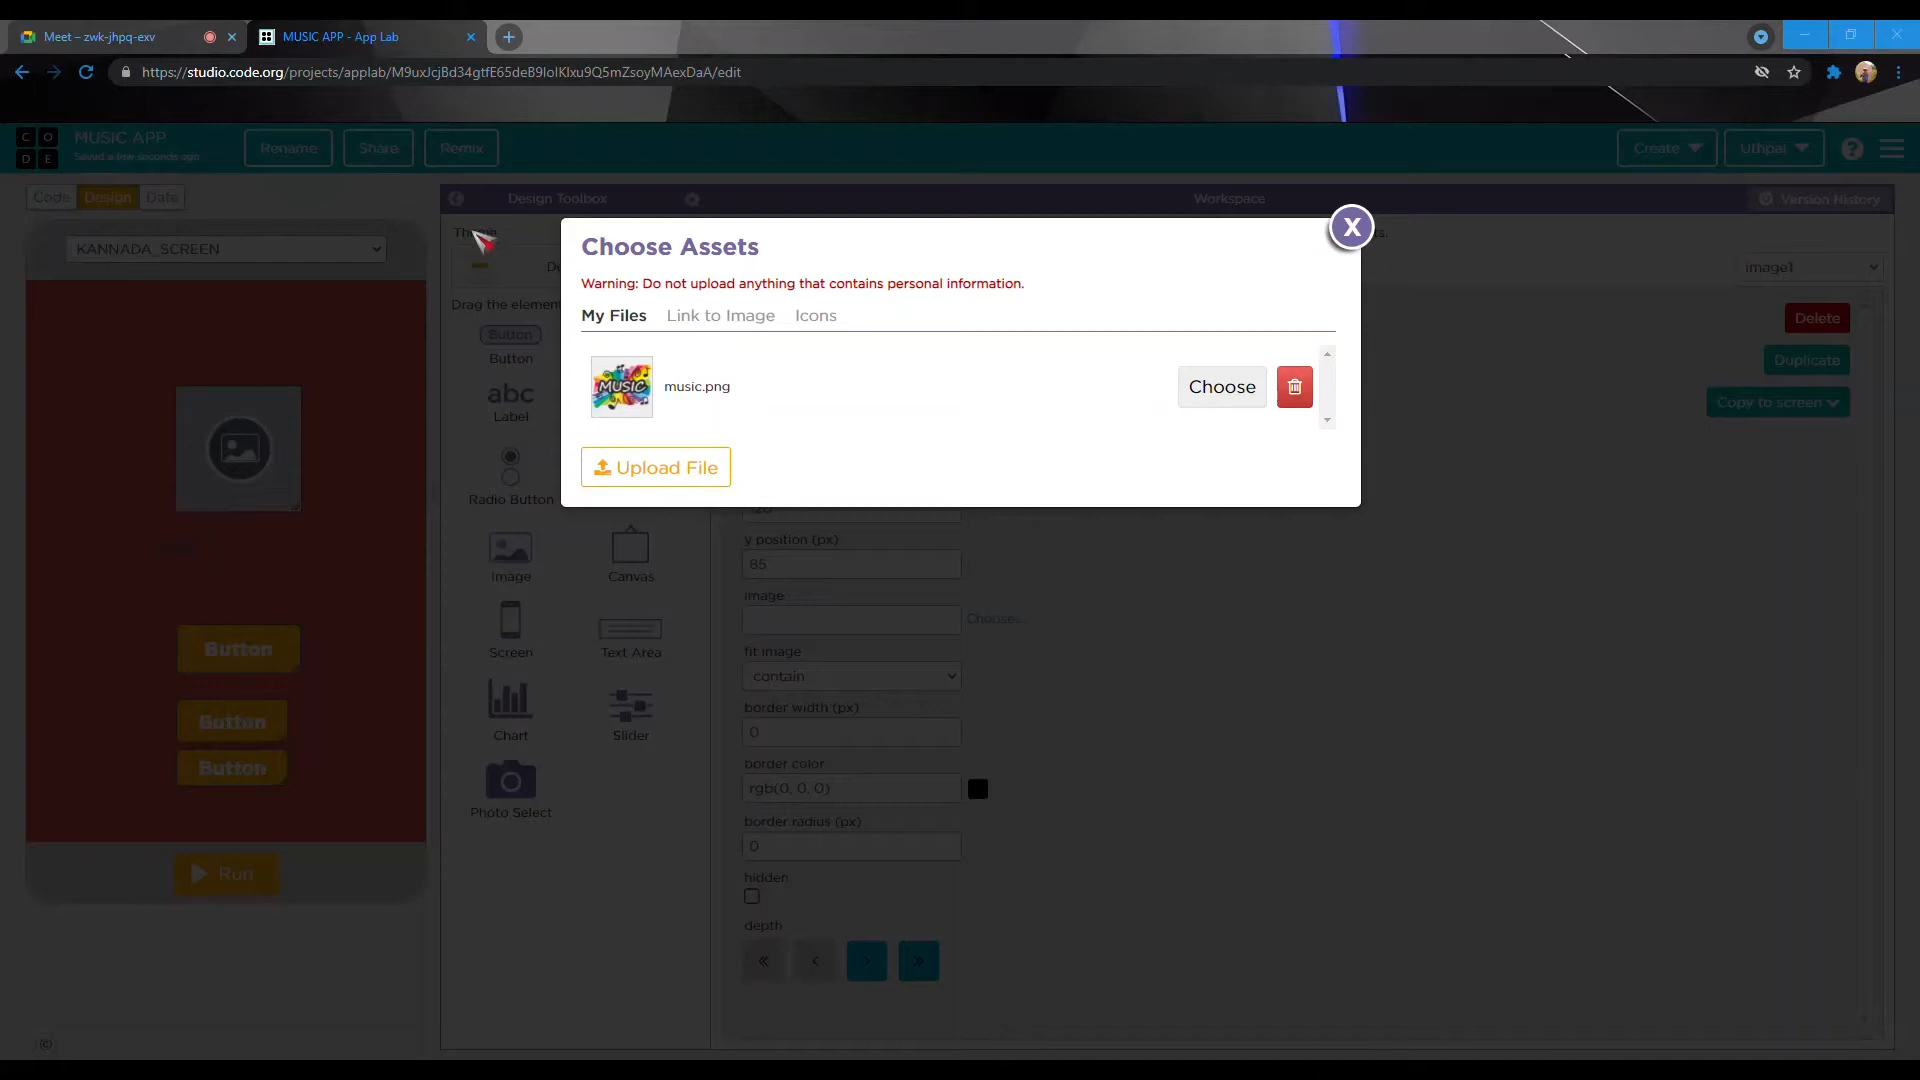 Meet – zwk-jhpq-exv
MUSIC APP - App Lab
https://studio.code.org/projects/applab/M9uxJcjBd34gtfE65deB9IoIKlxu9Q5mZsoyMAexDaA/edit
C O D E
MUSIC APP
Saved a few seconds ago
Rename
Share
Remix
Create
Uthpal
?
Code
Design
Data
Design Toolbox
Workspace
Version History
KANNADA_SCREEN
image1
Choose Assets
X
Warning: Do not upload anything that contains personal information.
My Files
Link to Image
Icons
MUSIC
music.png
Choose
Upload File
Drag the elemen
Button
Button
abc
Label
Radio Button
Image
Canvas
Screen
Text Area
Chart
Slider
Photo Select
Delete
Duplicate
Copy to screen
y position (px)
85
image
Choose...
fit image
contain
border width (px)
0
border color
rgb(0, 0, 0)
border radius (px)
0
hidden
depth
Button
Button
Button
Run